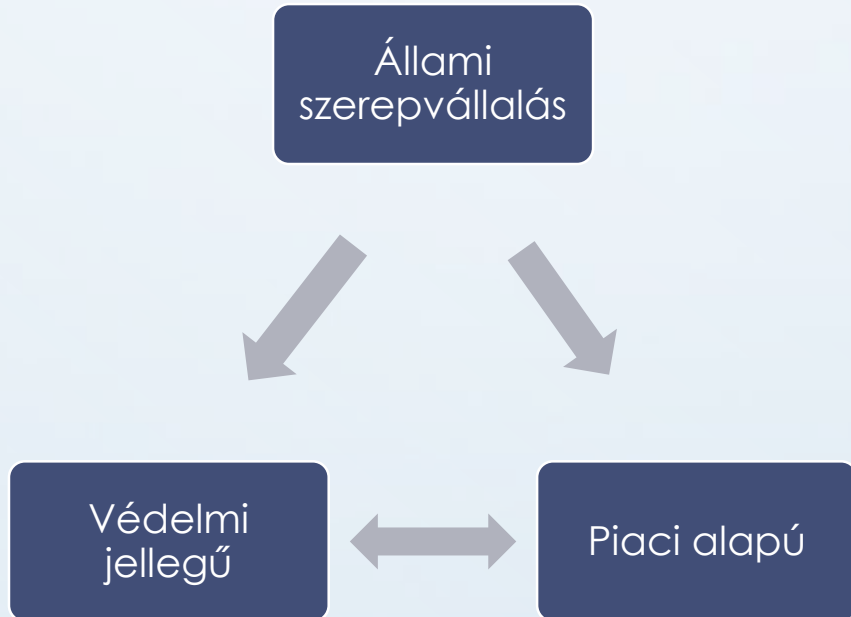 Állami
szerepvállalás
Védelmi
jellegű
Piaci alapú